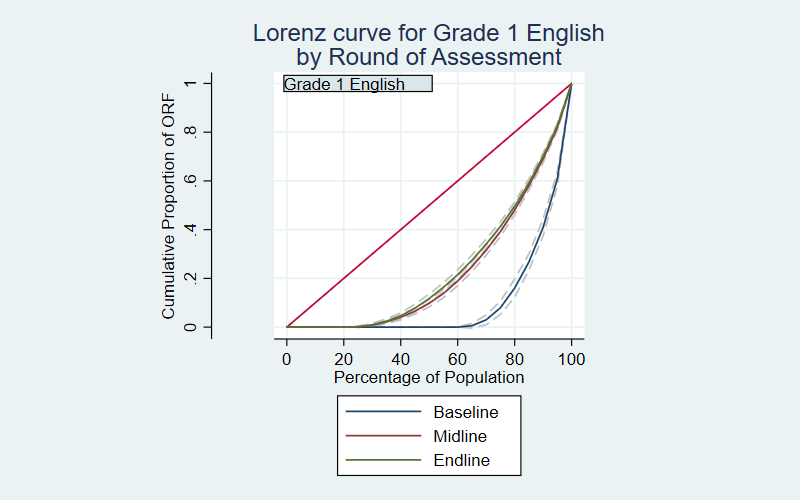 Lorenz curve for Grade 1 English
by Round of Assessment
Grade 1 English
Cumulative Proportion of ORF
1
.8
.6
.4
.2
0
0 20 40 60 80 100
Percentage of Population
Baseline
Midline
Endline